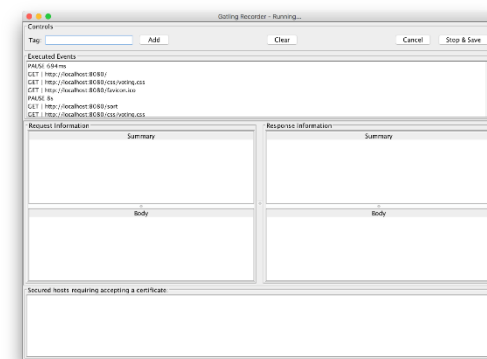 Gatling Recorder - Running...
Controls
Tag: Add Clear Cancel Stop & Save
Executed Events
PAUSE 694ms
GET | http://localhost:8080/
GET | http://localhost:8080/css/voting.css
GET | http://localhost:8080/favicon.ico
PAUSE 8s
GET | http://localhost:8080/sort
GET | http://localhost:8080/css/voting.css
Request Information Response Information
Summary Summary
Body Body
Secured hosts requiring accepting a certificate: